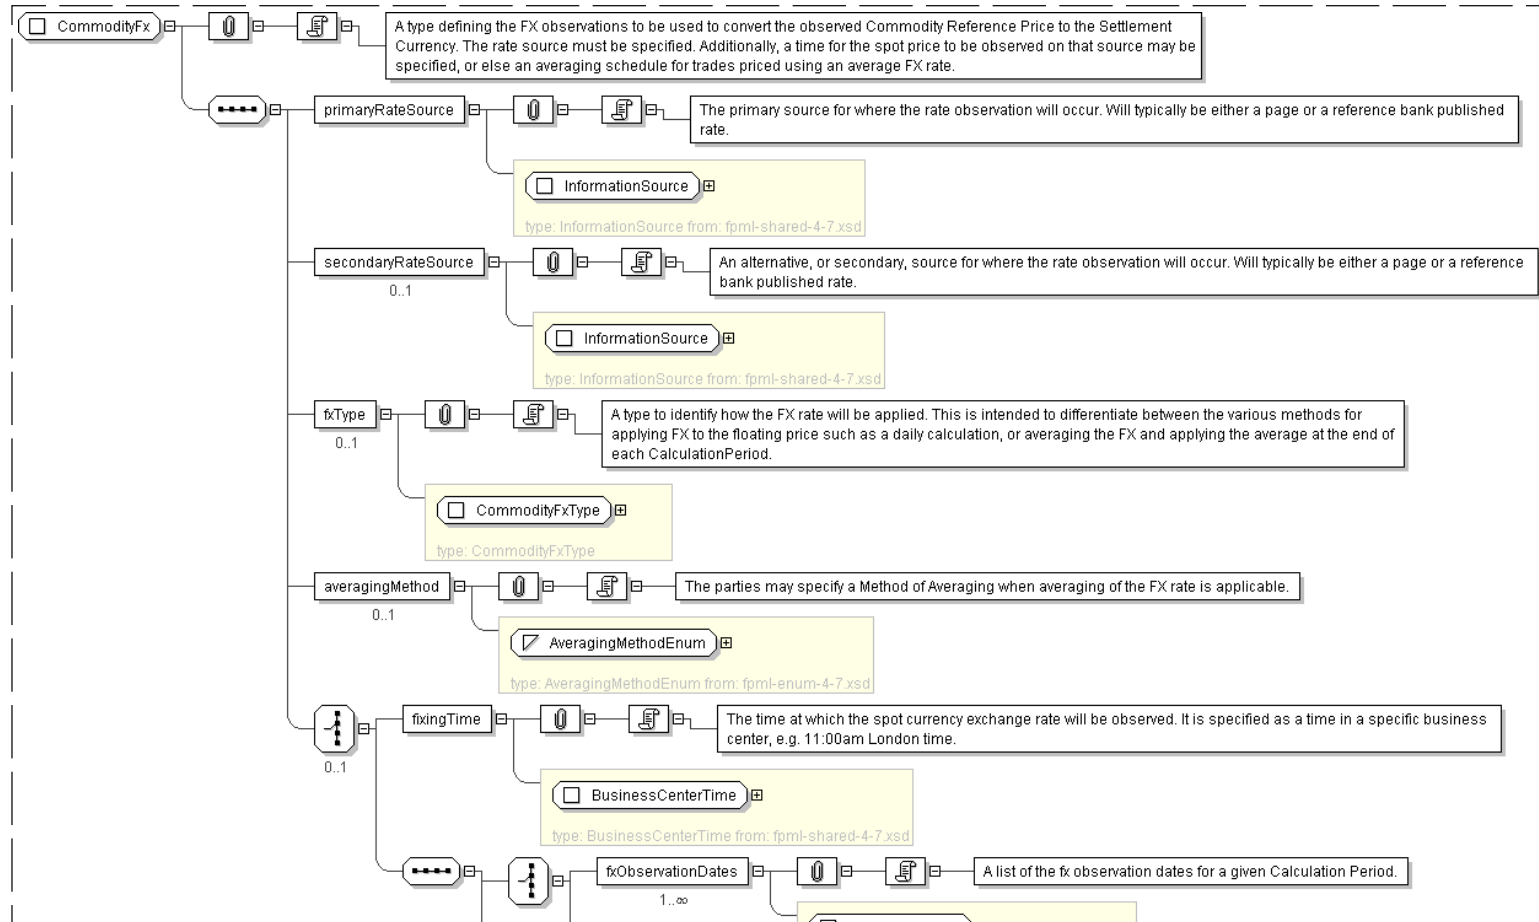 CommodityFx
A type defining the FX observations to be used to convert the observed Commodity Reference Price to the Settlement
Currency. The rate source must be specified. Additionally, a time for the spot price to be observed on that source may be
specified, or else an averaging schedule for trades priced using an average FX rate.
primaryRateSource
The primary source for where the rate observation will occur. Will typically be either a page or a reference bank published
rate.
InformationSource
type: InformationSource from: fpml-shared-4-7.xsd
secondaryRateSource
0..1
An alternative, or secondary, source for where the rate observation will occur. Will typically be either a page or a reference
bank published rate.
InformationSource
type: InformationSource from: fpml-shared-4-7.xsd
fxType
0..1
A type to identify how the FX rate will be applied. This is intended to differentiate between the various methods for
applying FX to the floating price such as a daily calculation, or averaging the FX and applying the average at the end of
each CalculationPeriod.
CommodityFxType
type: CommodityFxType
averagingMethod
0..1
The parties may specify a Method of Averaging when averaging of the FX rate is applicable.
AveragingMethodEnum
type: AveragingMethodEnum from: fpml-enum-4-7.xsd
0..1
fixingTime
The time at which the spot currency exchange rate will be observed. It is specified as a time in a specific business
center, e.g. 11:00am London time.
BusinessCenterTime
type: BusinessCenterTime from: fpml-shared-4-7.xsd
fxObservationDates
1..∞
A list of the fx observation dates for a given Calculation Period.